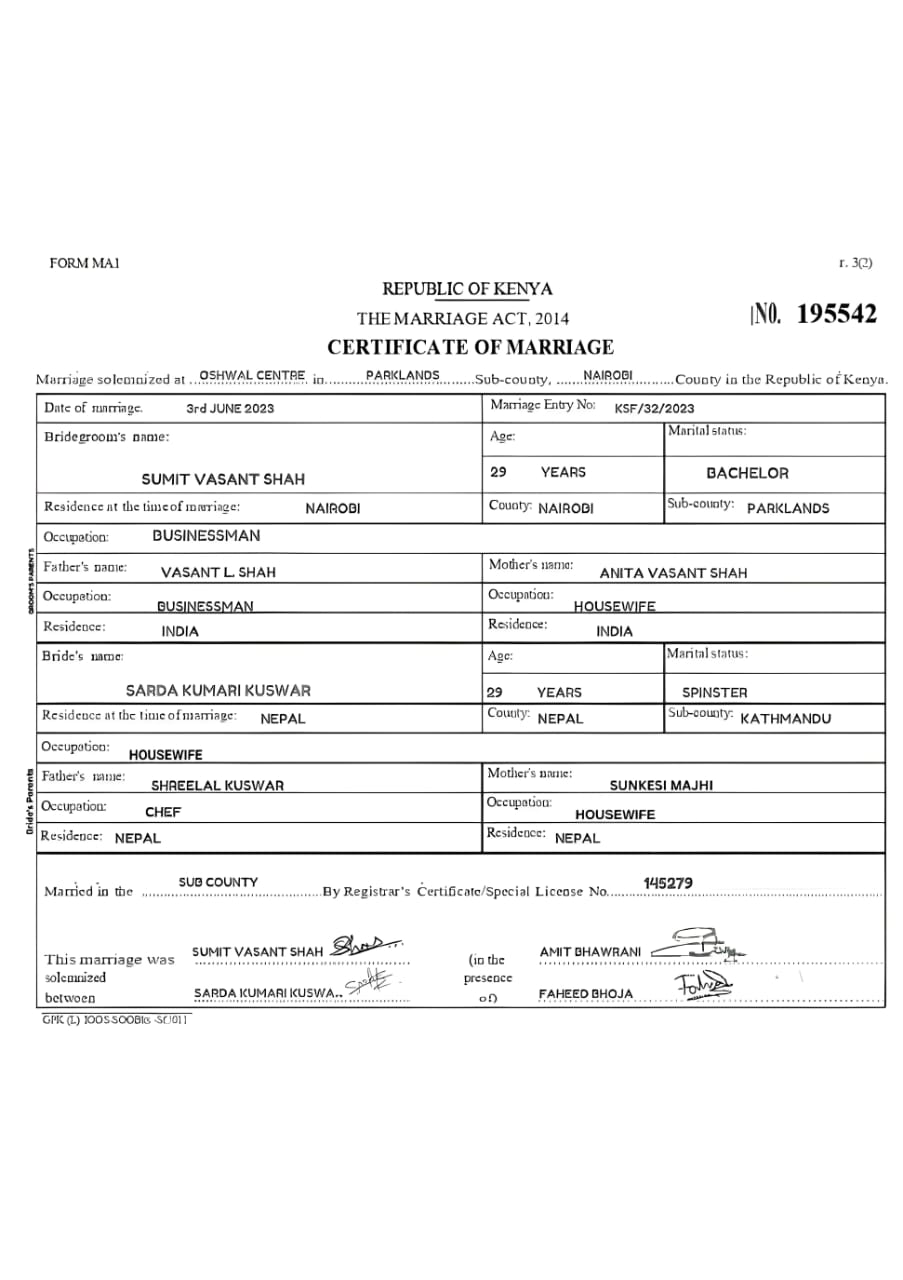 FORM MA1 r. 3(2)
REPUBLIC OF KENYA
THE MARRIAGE ACT, 2014
NO. 195542
CERTIFICATE OF MARRIAGE
Marriage solemnized at ...OSHWAL CENTRE. in............PARKLANDS.........Sub-county, .......NAIROBI............County in the Republic of Kenya.
Date of marriage. 3rd JUNE 2023 Marriage Entry No: KSF/32/2023
Bridegroom's name: Age: Marital status:
SUMIT VASANT SHAH 29 YEARS BACHELOR
Residence at the time of marriage: NAIROBI County: NAIROBI Sub-county: PARKLANDS
Occupation: BUSINESSMAN
GROOM'S PARENTS
Father's name: VASANT L. SHAH Mother's name: ANITA VASANT SHAH
Occupation: BUSINESSMAN Occupation: HOUSEWIFE
Residence: INDIA Residence: INDIA
Bride's name: Age: Marital status:
SARDA KUMARI KUSWAR 29 YEARS SPINSTER
Residence at the time of marriage: NEPAL County: NEPAL Sub-county: KATHMANDU
Occupation: HOUSEWIFE
Bride's Parents
Father's name: SHREELAL KUSWAR Mother's name: SUNKESI MAJHI
Occupation: CHEF Occupation: HOUSEWIFE
Residence: NEPAL Residence: NEPAL
Married in the .......SUB COUNTY.......By Registrar's Certificate/Special License No.......145279.......
This marriage was SUMIT VASANT SHAH (in the AMIT BHAWRANI
solemnized presence
between SARDA KUMARI KUSWA.. of) FAHEED BHOJA